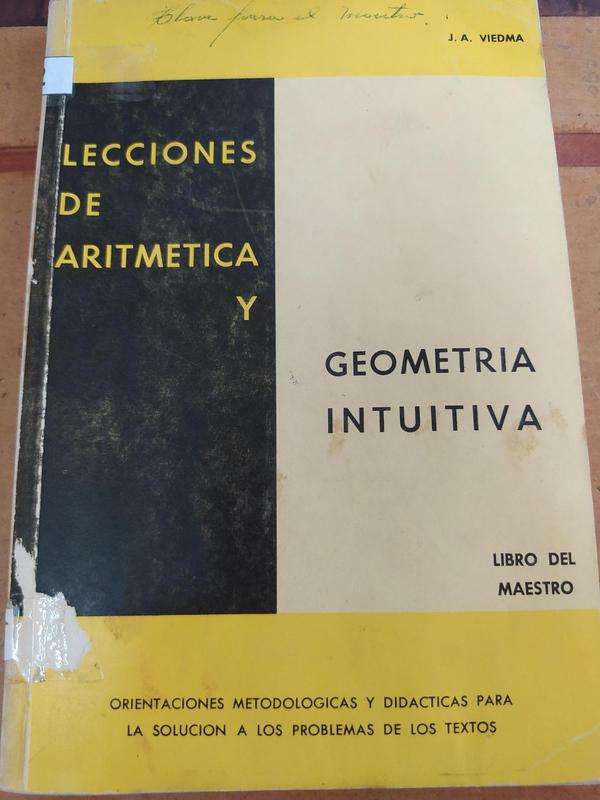 Clave para el Maestro.
J. A. VIEDMA
LECCIONES
DE
ARITMETICA
Y
GEOMETRIA
INTUITIVA
LIBRO DEL
MAESTRO
ORIENTACIONES METODOLOGICAS Y DIDACTICAS PARA
LA SOLUCION A LOS PROBLEMAS DE LOS TEXTOS